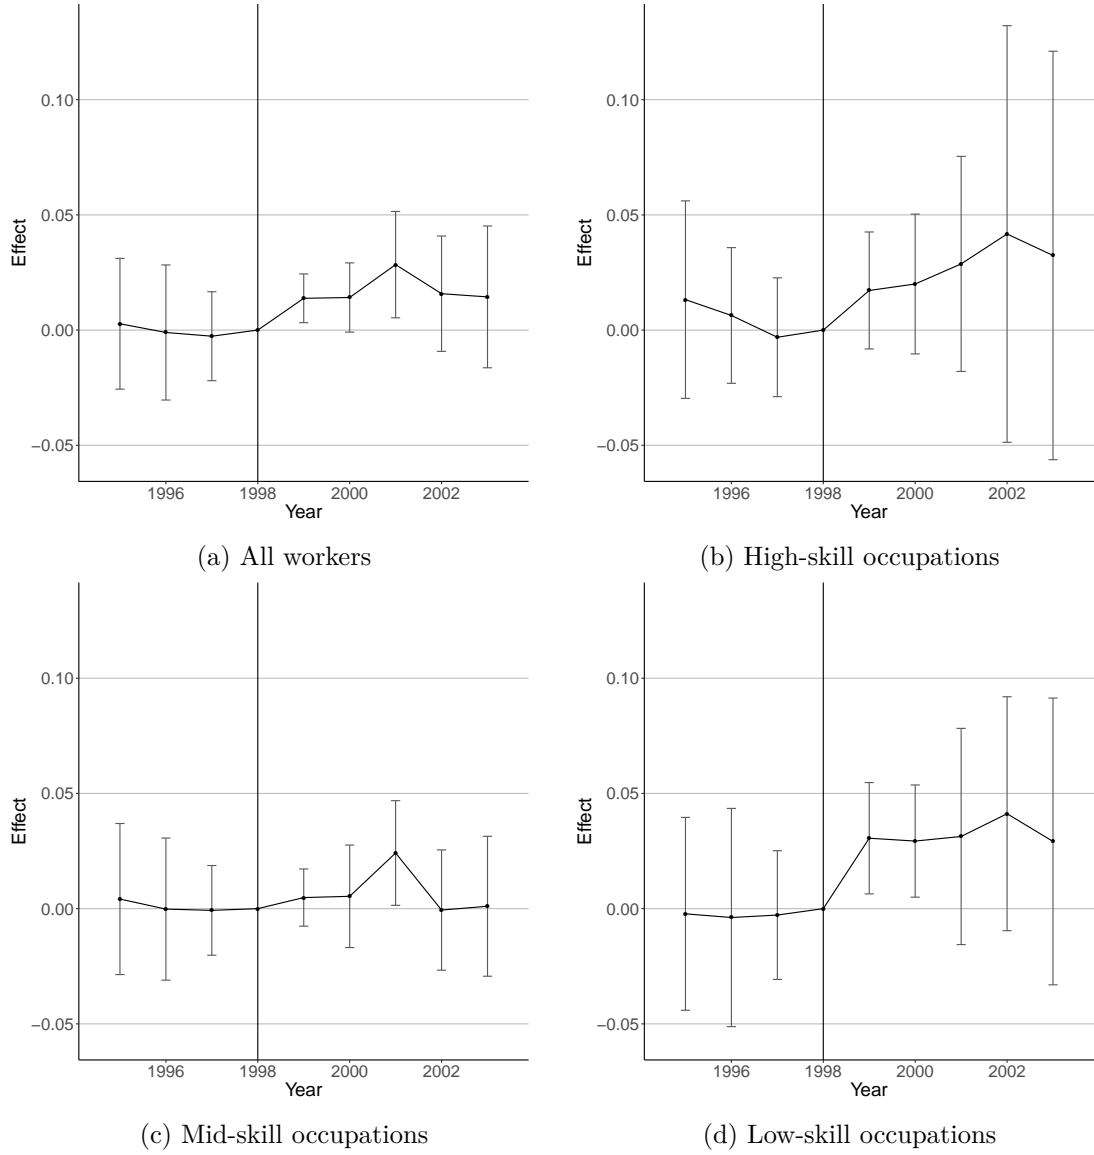 0.10
0.05
0.00
−0.05
Effect
1996 1998 2000 2002
Year
(a) All workers
0.10
0.05
0.00
−0.05
Effect
1996 1998 2000 2002
Year
(b) High-skill occupations
0.10
0.05
0.00
−0.05
Effect
1996 1998 2000 2002
Year
(c) Mid-skill occupations
0.10
0.05
0.00
−0.05
Effect
1996 1998 2000 2002
Year
(d) Low-skill occupations